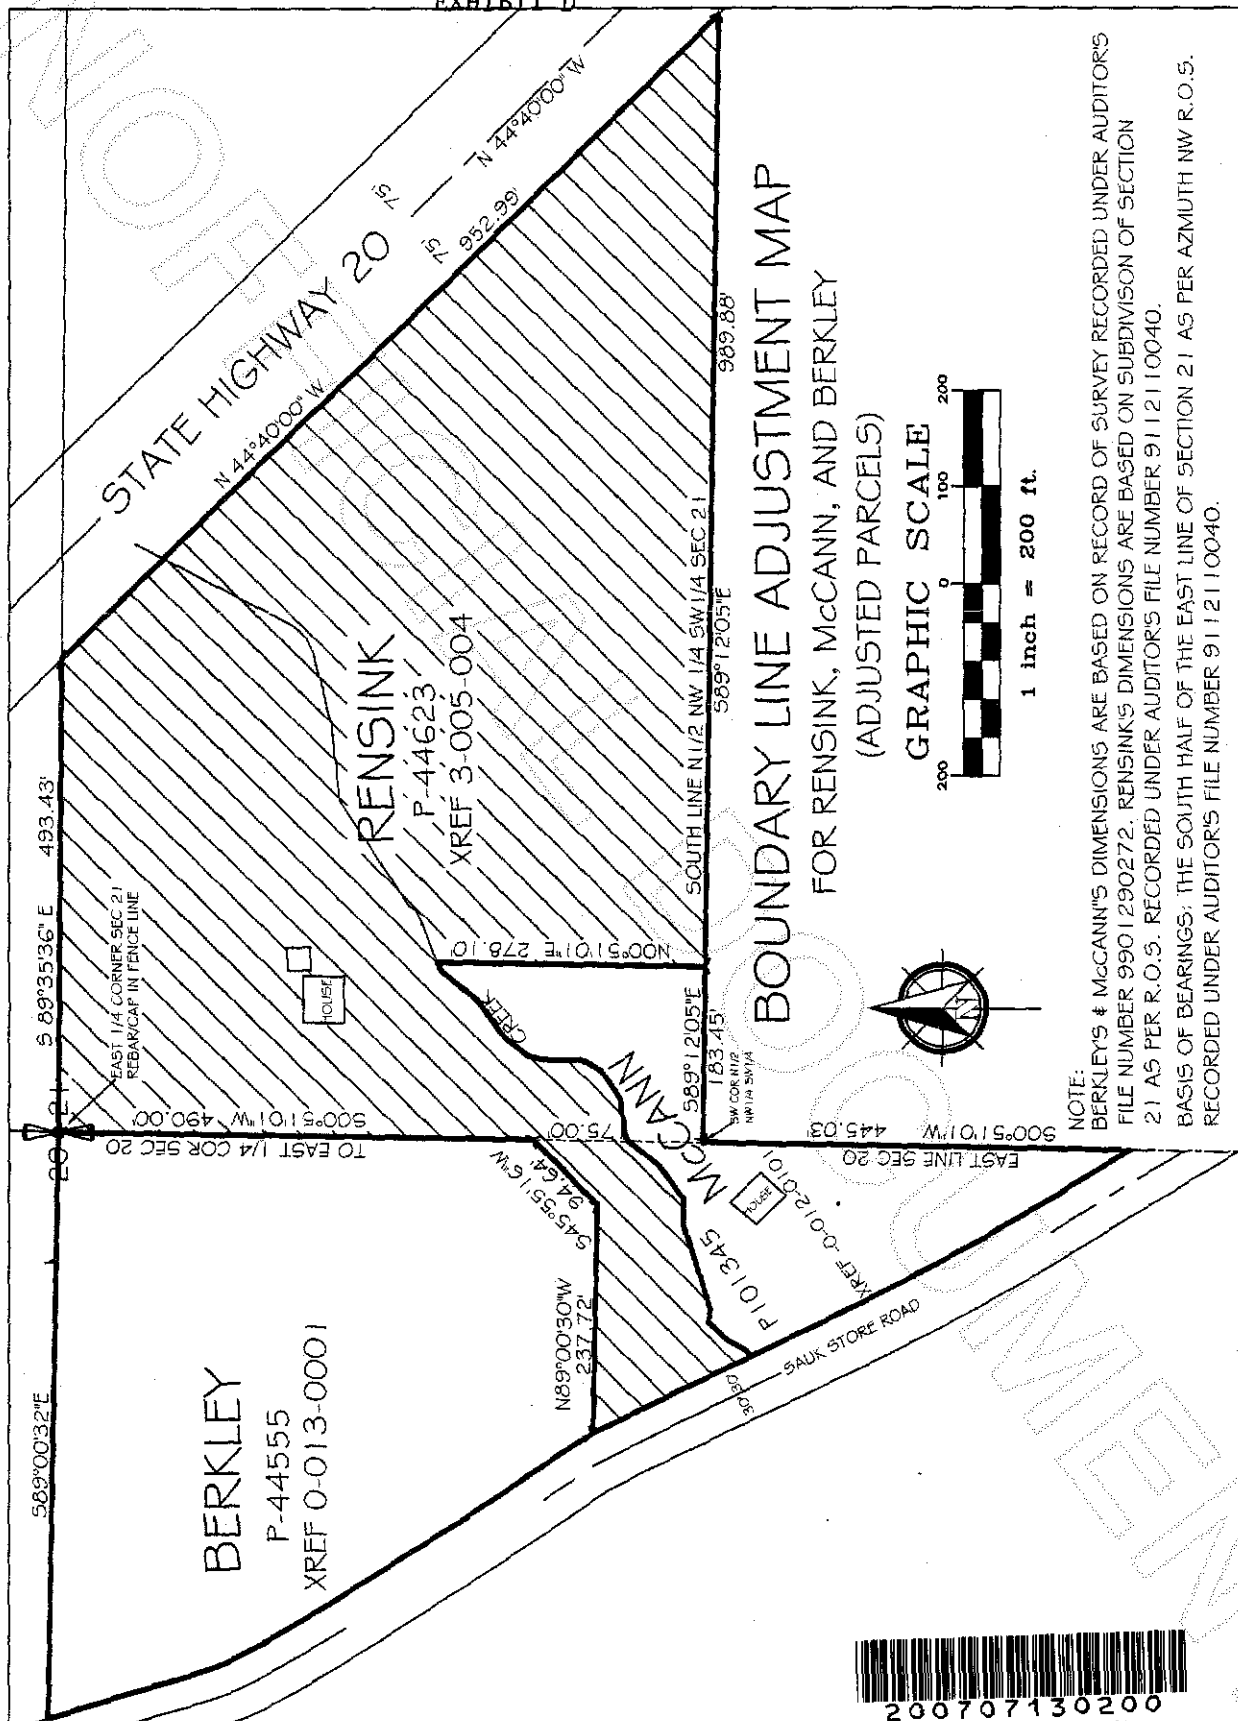 EXHIBIT D
S89°00'32"E
20 21
S 89°35'36" E 493.43'
EAST 1/4 CORNER SEC 21
REBAR/CAP IN FENCE LINE
STATE HIGHWAY 20
N 44°40'00" W
75'
75'
952.99'
N 44°40'00" W
BERKLEY
P-44555
XREF 0-013-0001
TO EAST 1/4 COR SEC 20
S00°51'01"W 490.00'
HOUSE
RENSINK
P-44623
XREF 3-005-004
N89°00'30"W
237.72'
S45°55'16"W
94.64'
75.00'
CREEK
N00°51'01"E 278.10'
SOUTH LINE N1/2 NW 1/4 SW 1/4 SEC 21
S89°12'05"E
989.88'
McCANN
P101345
XREF 0-012-0101
HOUSE
S89°12'05"E
183.45'
SW COR N1/2
NW1/4 SW1/4
EAST LINE SEC 20
S00°51'01"W 445.03'
30'30'
SAUK STORE ROAD
BOUNDARY LINE ADJUSTMENT MAP
FOR RENSINK, McCANN, AND BERKLEY
(ADJUSTED PARCELS)
GRAPHIC SCALE
200 0 100 200
1 inch = 200 ft.
N
NOTE:
BERKLEY'S & McCANN'S DIMENSIONS ARE BASED ON RECORD OF SURVEY RECORDED UNDER AUDITOR'S
FILE NUMBER 9901290272. RENSINK'S DIMENSIONS ARE BASED ON SUBDIVISON OF SECTION
21 AS PER R.O.S. RECORDED UNDER AUDITORS FILE NUMBER 9112110040.
BASIS OF BEARINGS: THE SOUTH HALF OF THE EAST LINE OF SECTION 21 AS PER AZMUTH NW R.O.S.
RECORDED UNDER AUDITOR'S FILE NUMBER 9112110040.
200707130200
UNOFFICIAL DOCUMENT